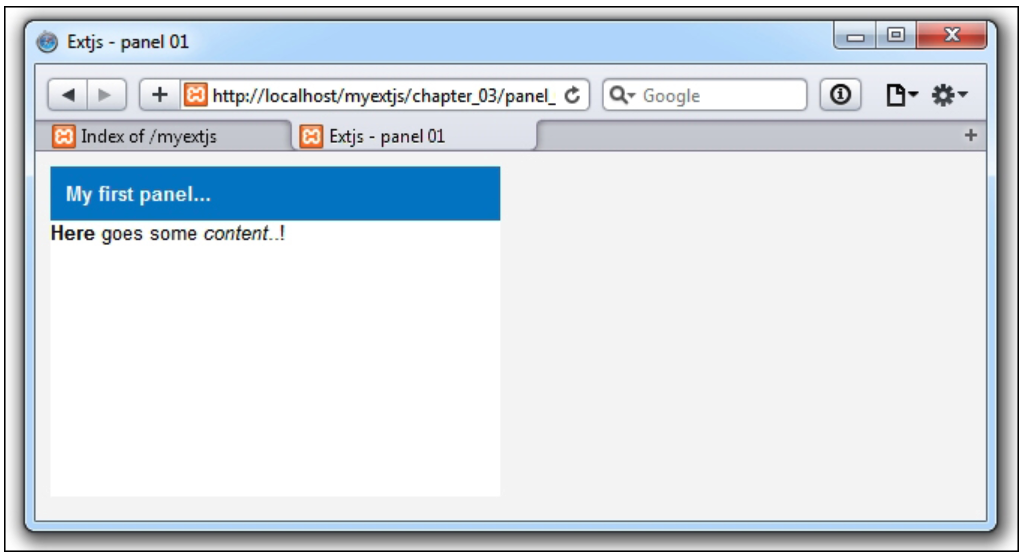 Extjs - panel 01
http://localhost/myextjs/chapter_03/panel_
Google
Index of /myextjs
Extjs - panel 01
My first panel...
Here goes some content..!